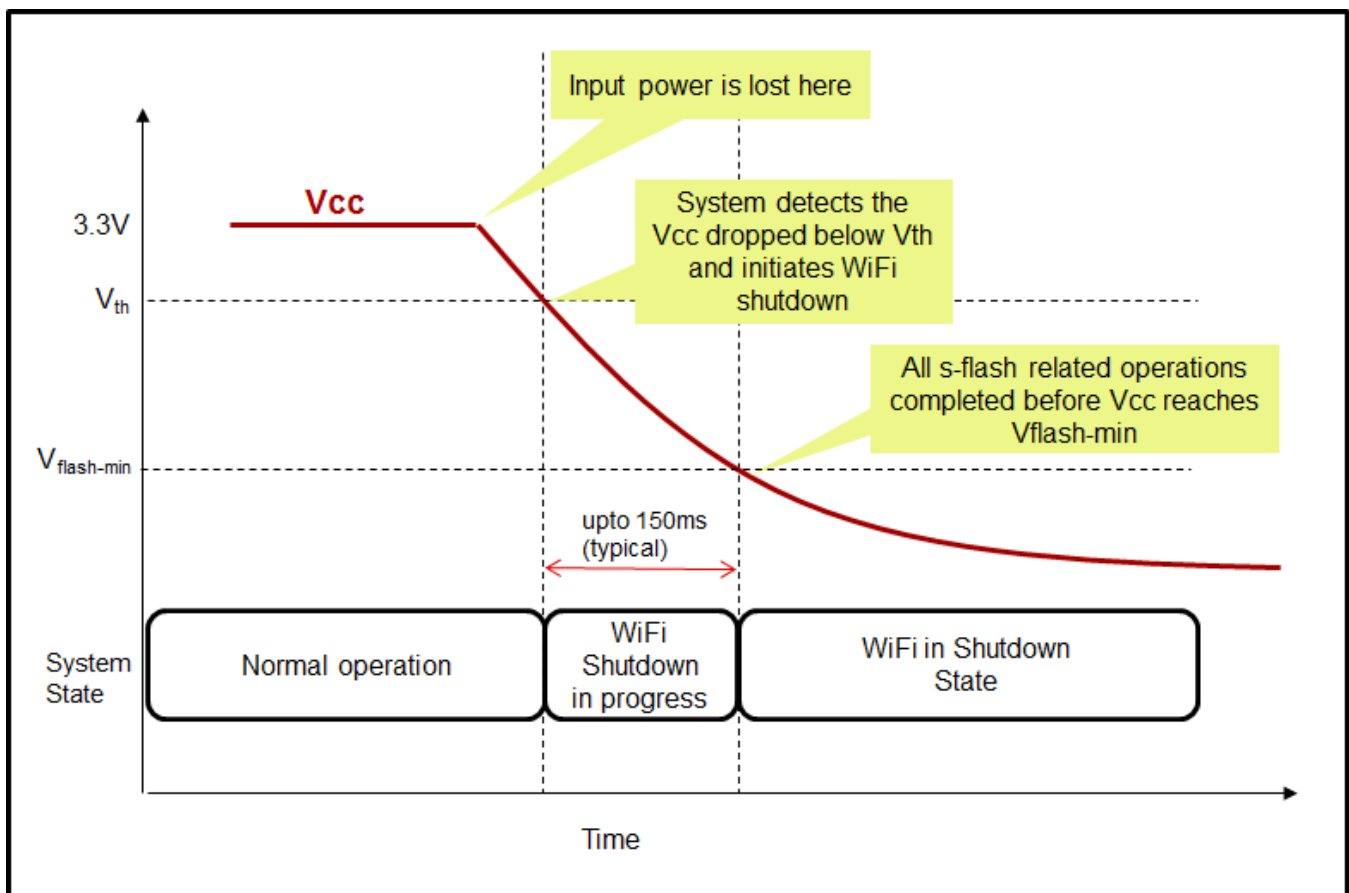 Input power is lost here
Vcc
3.3V
System detects the
Vcc dropped below Vth
and initiates WiFi
shutdown
Vth
All s-flash related operations
completed before Vcc reaches
Vflash-min
Vflash-min
upto 150ms
(typical)
System
State
Normal operation
WiFi
Shutdown
in progress
WiFi in Shutdown
State
Time